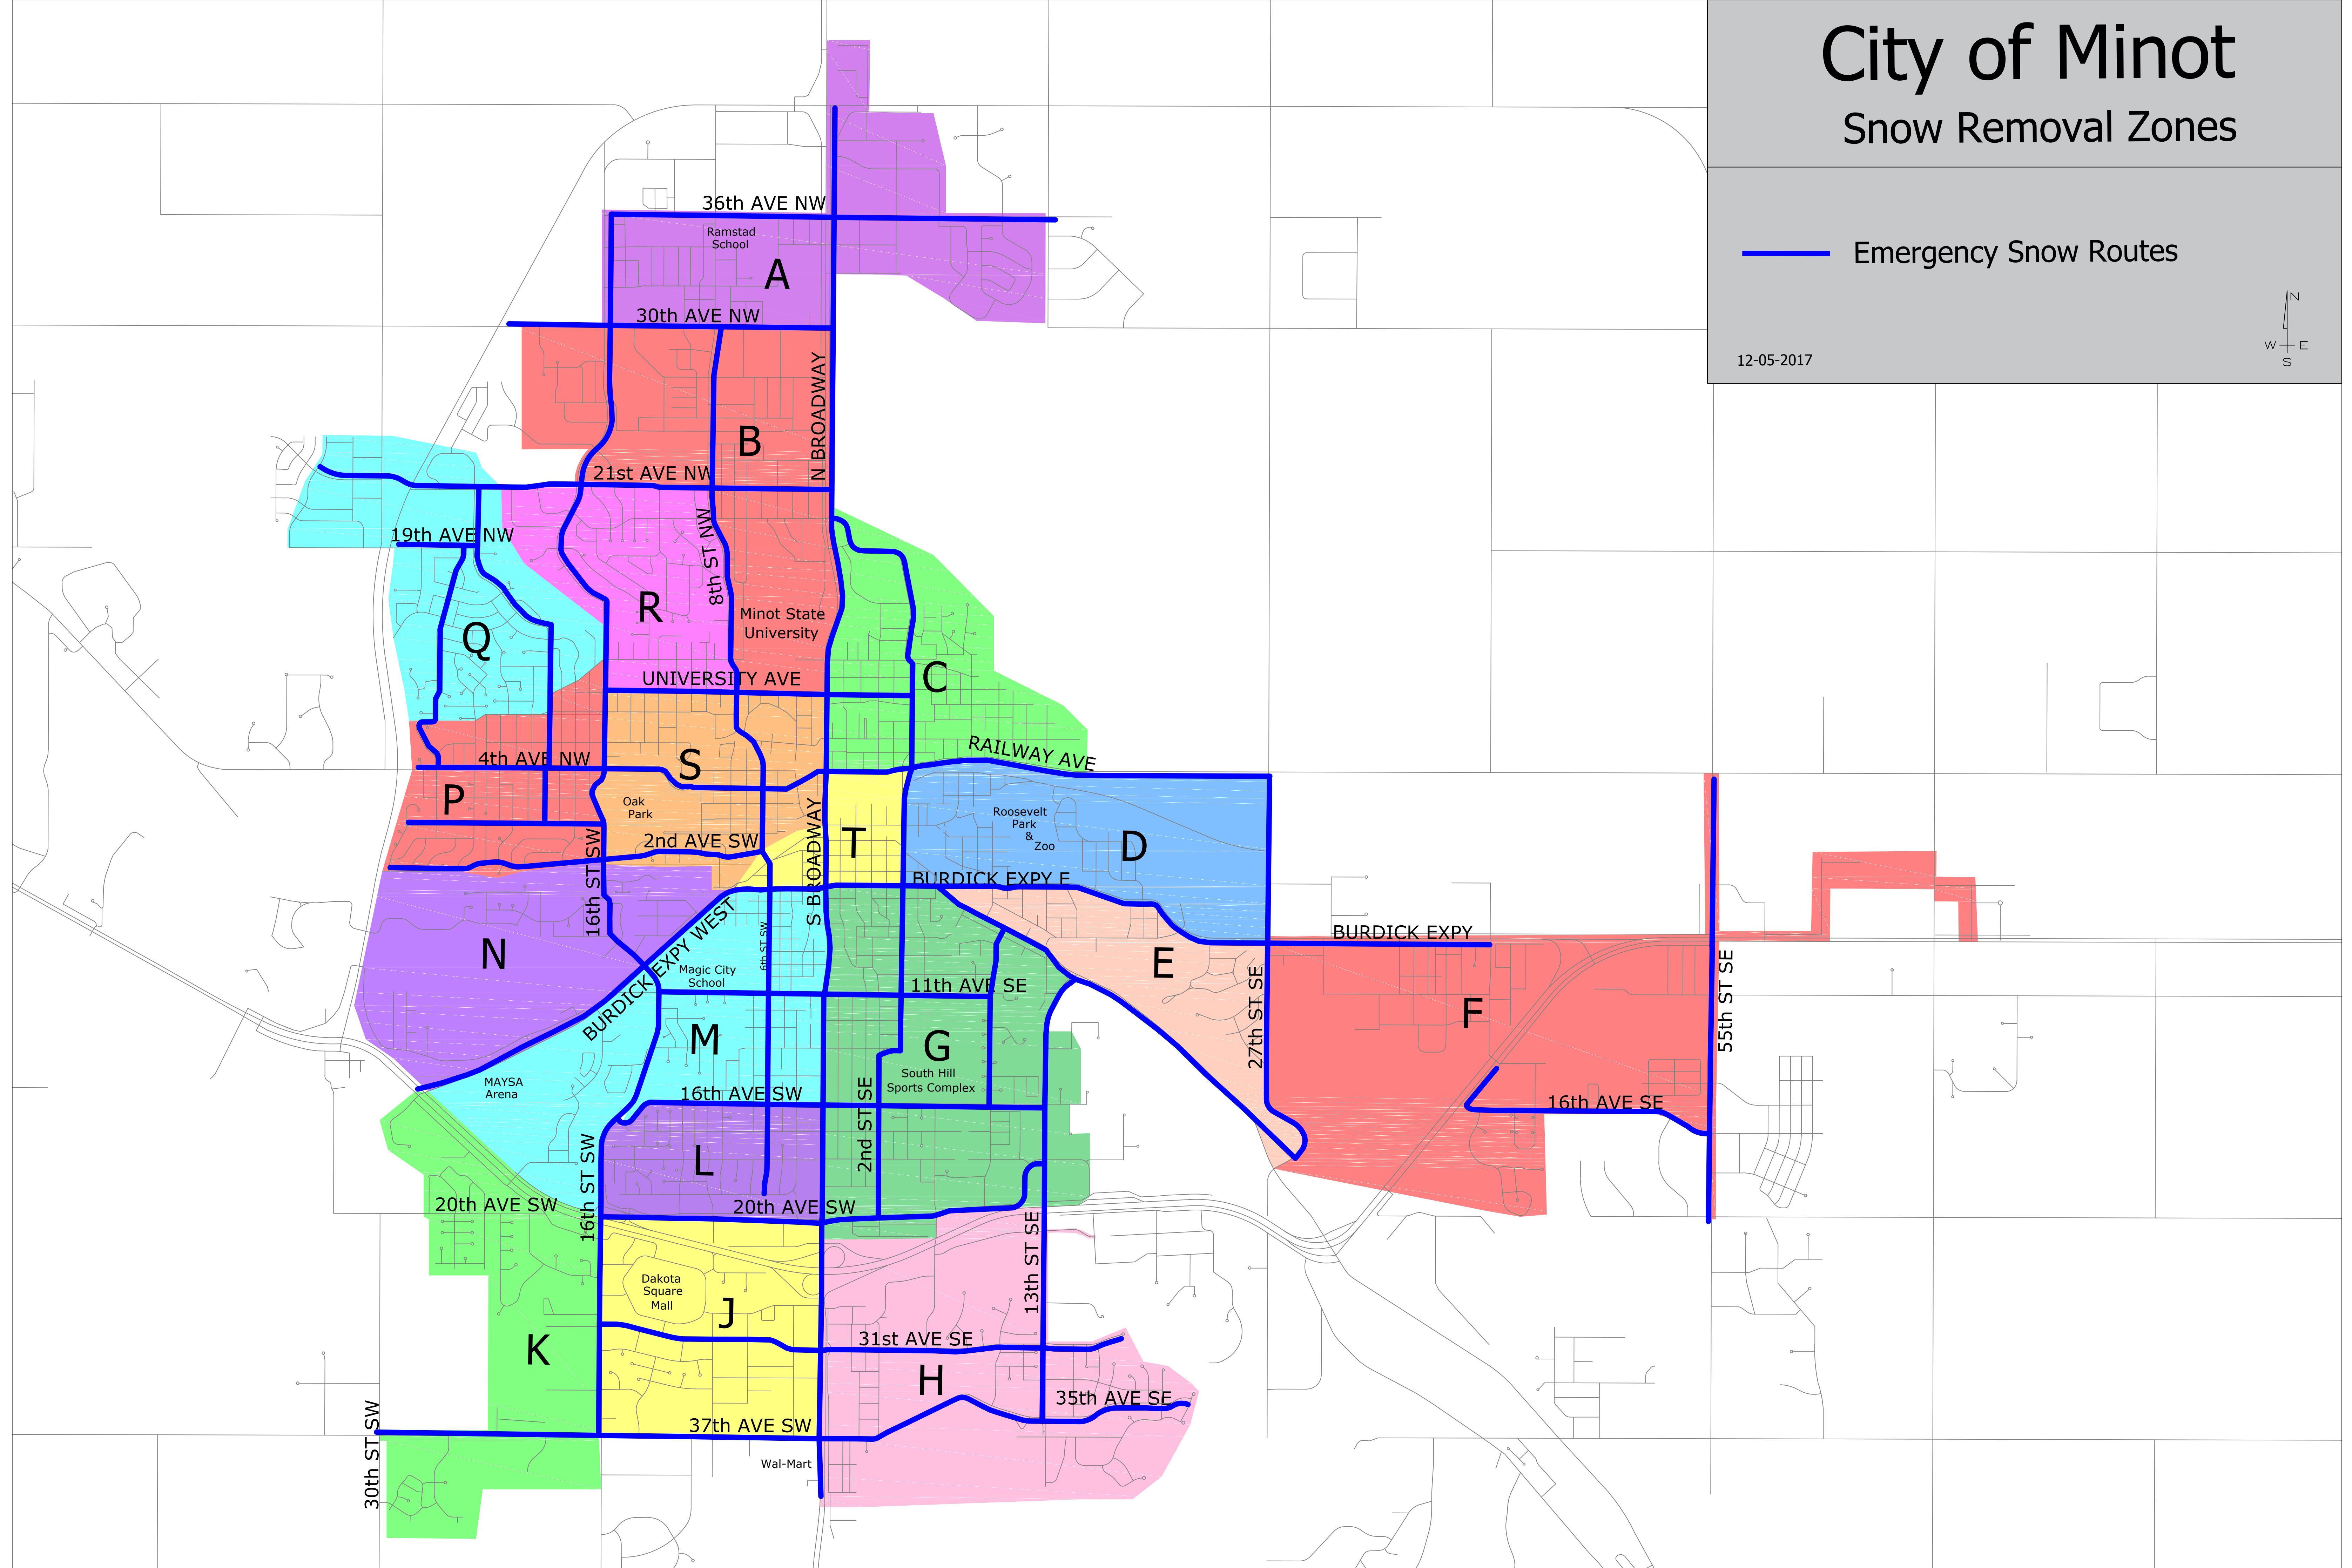 City of Minot
Snow Removal Zones
Emergency Snow Routes
N
W E
S
12-05-2017
36th AVE NW
Ramstad
School
A
30th AVE NW
N BROADWAY
B
21st AVE NW
19th AVE NW
8th ST NW
R
Minot State
University
Q
C
UNIVERSITY AVE
RAILWAY AVE
4th AVE NW
S
P
Oak
Park
S BROADWAY
T
Roosevelt
Park
&
Zoo
D
2nd AVE SW
16th ST SW
BURDICK EXPY E
BURDICK EXPY WEST
6th ST SW
BURDICK EXPY
N
Magic City
School
11th AVE SE
E
27th ST SE
F
55th ST SE
M
G
South Hill
Sports Complex
MAYSA
Arena
16th AVE SW
2nd ST SE
16th AVE SE
16th ST SW
L
20th AVE SW
20th AVE SW
13th ST SE
Dakota
Square
Mall
J
31st AVE SE
K
H
35th AVE SE
30th ST SW
37th AVE SW
Wal-Mart